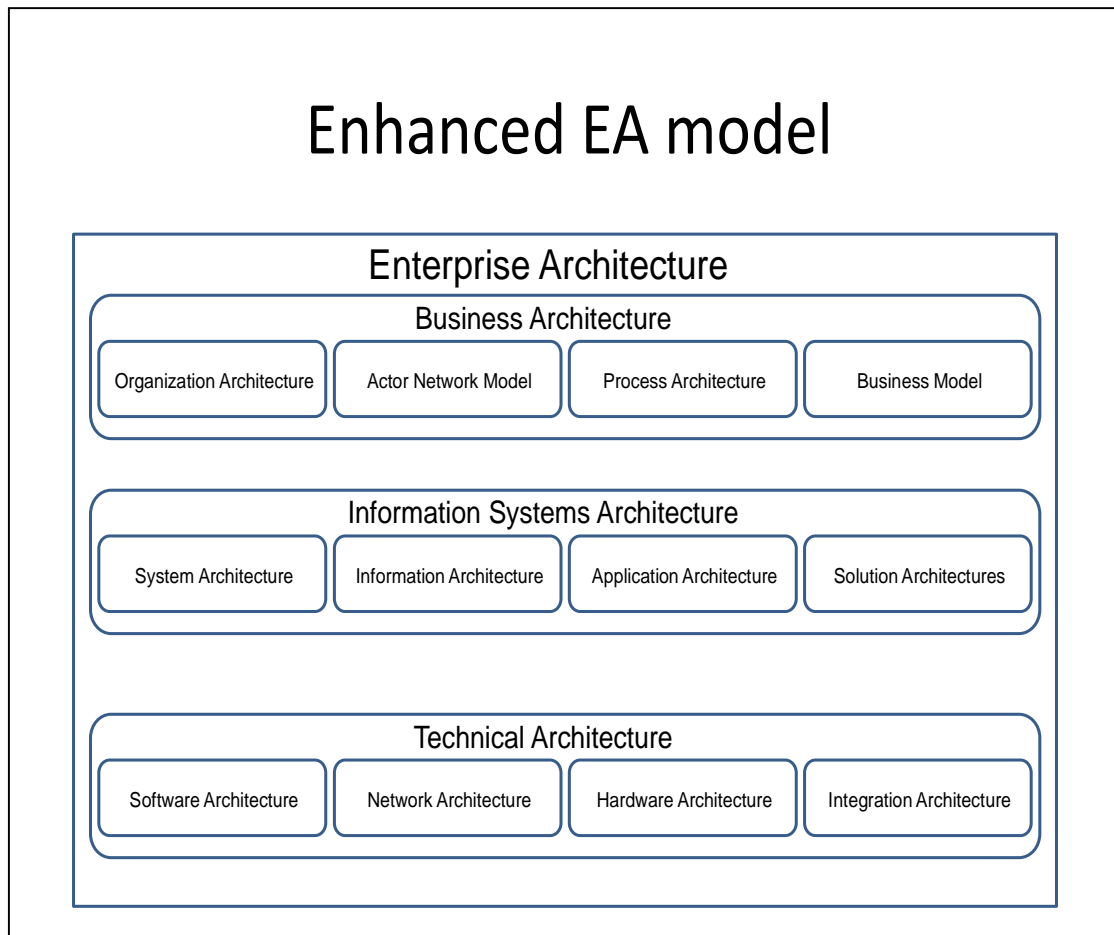 Enhanced EA model
Enterprise Architecture
Business Architecture
Organization Architecture
Actor Network Model
Process Architecture
Business Model
Information Systems Architecture
System Architecture
Information Architecture
Application Architecture
Solution Architectures
Technical Architecture
Software Architecture
Network Architecture
Hardware Architecture
Integration Architecture